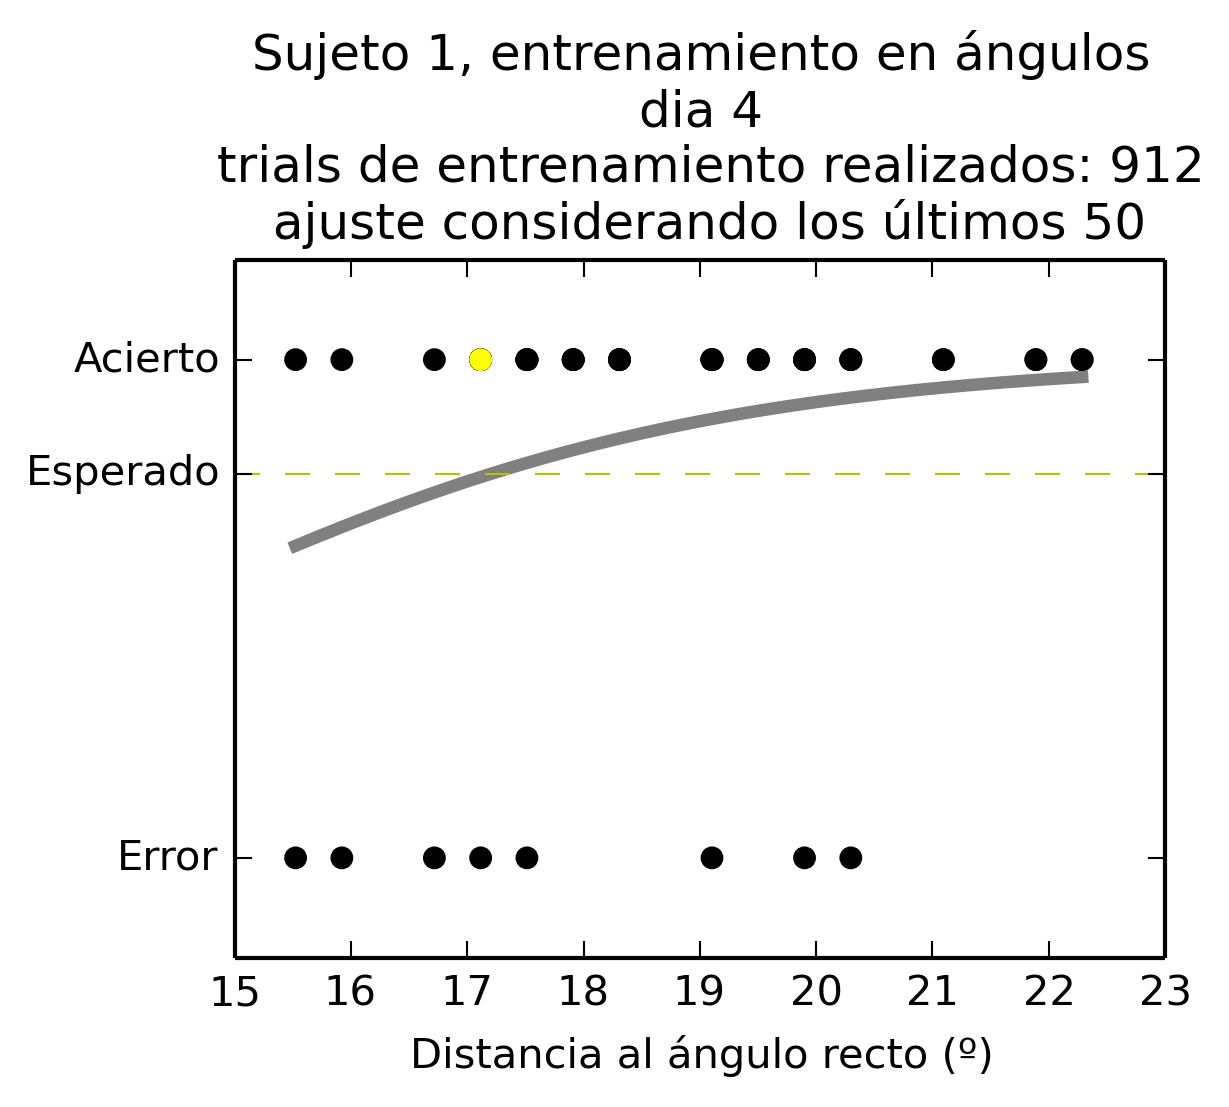 Sujeto 1, entrenamiento en ángulos
dia 4
trials de entrenamiento realizados: 912
ajuste considerando los últimos 50
Acierto
Esperado
Error
15 16 17 18 19 20 21 22 23
Distancia al ángulo recto (º)